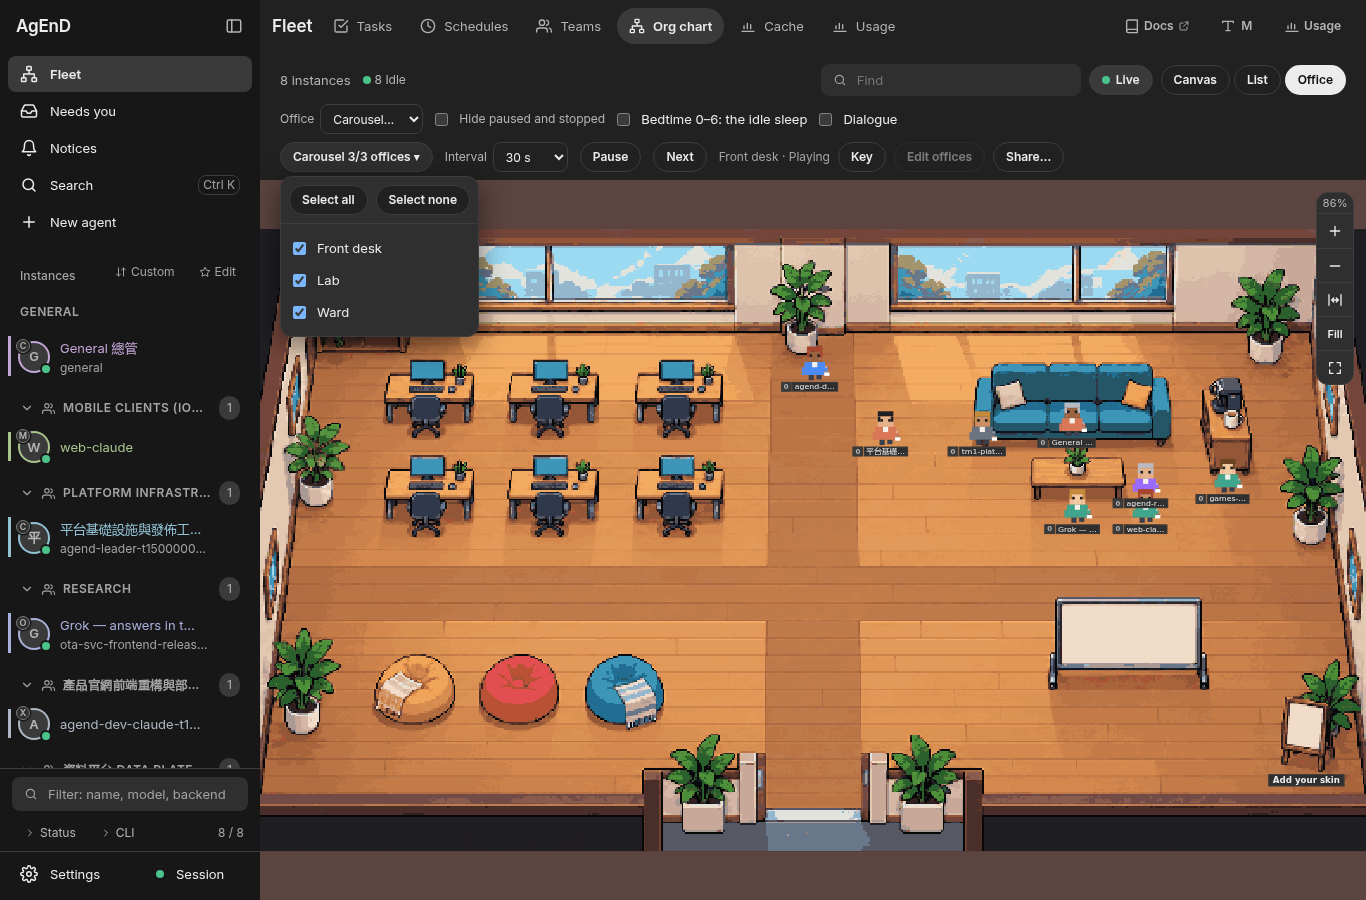 AgEnD
Fleet
Needs you
Notices
Search
Ctrl K
New agent
Instances
Custom
Edit
GENERAL
C
G
General 總管
general
MOBILE CLIENTS (IO...
1
M
W
web-claude
PLATFORM INFRASTR...
1
C
平
平台基礎設施與發佈工...
agend-leader-t1500000...
RESEARCH
1
O
G
Grok — answers in t...
ota-svc-frontend-releas...
產品官網前端重構與部...
1
X
A
agend-dev-claude-t1...
Filter: name, model, backend
Status
CLI
8 / 8
Settings
Session
Fleet
Tasks
Schedules
Teams
Org chart
Cache
Usage
Docs
M
Usage
8 instances
8 Idle
Find
Live
Canvas
List
Office
Office
Carousel...
Hide paused and stopped
Bedtime 0–6: the idle sleep
Dialogue
Carousel 3/3 offices ▾
Interval
30 s
Pause
Next
Front desk · Playing
Key
Edit offices
Share...
Select all
Select none
Front desk
Lab
Ward
86%
Fill
0 agend-d...
0 平台基礎...
0 tm1-plat...
0 General ...
0 agend-r...
0 games-...
0 Grok — ...
0 web-cla...
Add your skin